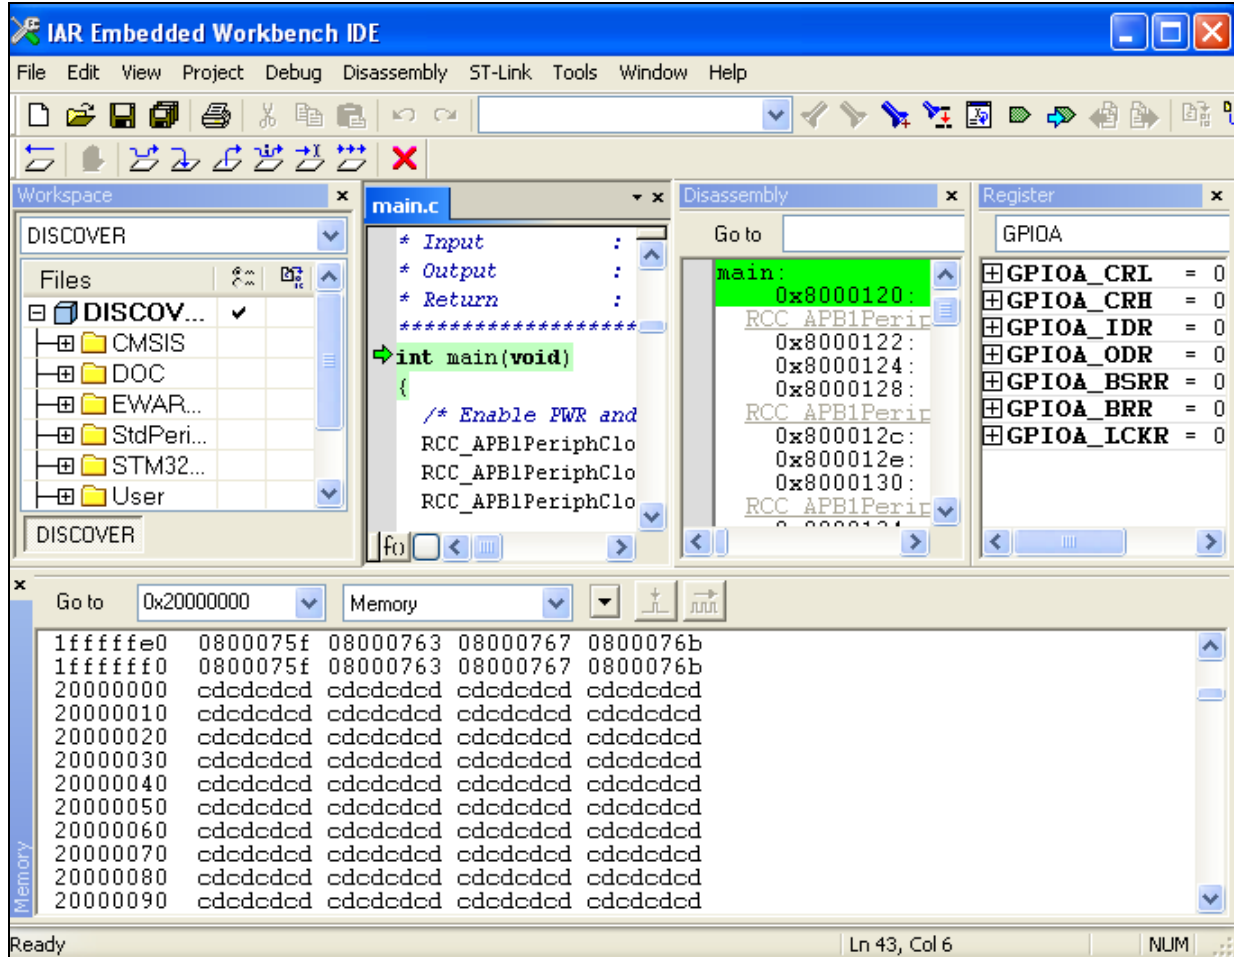 IAR Embedded Workbench IDE
File Edit View Project Debug Disassembly ST-Link Tools Window Help
Workspace
DISCOVER
Files
DISCOV...
CMSIS
DOC
EWAR...
StdPeri...
STM32...
User
DISCOVER
main.c
* Input :
* Output :
* Return :
*********************
int main(void)
{
/* Enable PWR and
RCC_APB1PeriphClo
RCC_APB1PeriphClo
RCC_APB1PeriphClo
fo
Disassembly
Go to
main:
0x8000120:
RCC_APB1Perip
0x8000122:
0x8000124:
0x8000128:
RCC_APB1Perip
0x800012c:
0x800012e:
0x8000130:
RCC_APB1Perip
Register
GPIOA
GPIOA_CRL = 0
GPIOA_CRH = 0
GPIOA_IDR = 0
GPIOA_ODR = 0
GPIOA_BSRR = 0
GPIOA_BRR = 0
GPIOA_LCKR = 0
Go to 0x20000000 Memory
1fffffe0 0800075f 08000763 08000767 0800076b
1ffffff0 0800075f 08000763 08000767 0800076b
20000000 cdcdcdcd cdcdcdcd cdcdcdcd cdcdcdcd
20000010 cdcdcdcd cdcdcdcd cdcdcdcd cdcdcdcd
20000020 cdcdcdcd cdcdcdcd cdcdcdcd cdcdcdcd
20000030 cdcdcdcd cdcdcdcd cdcdcdcd cdcdcdcd
20000040 cdcdcdcd cdcdcdcd cdcdcdcd cdcdcdcd
20000050 cdcdcdcd cdcdcdcd cdcdcdcd cdcdcdcd
20000060 cdcdcdcd cdcdcdcd cdcdcdcd cdcdcdcd
20000070 cdcdcdcd cdcdcdcd cdcdcdcd cdcdcdcd
20000080 cdcdcdcd cdcdcdcd cdcdcdcd cdcdcdcd
20000090 cdcdcdcd cdcdcdcd cdcdcdcd cdcdcdcd
Memory
Ready Ln 43, Col 6 NUM